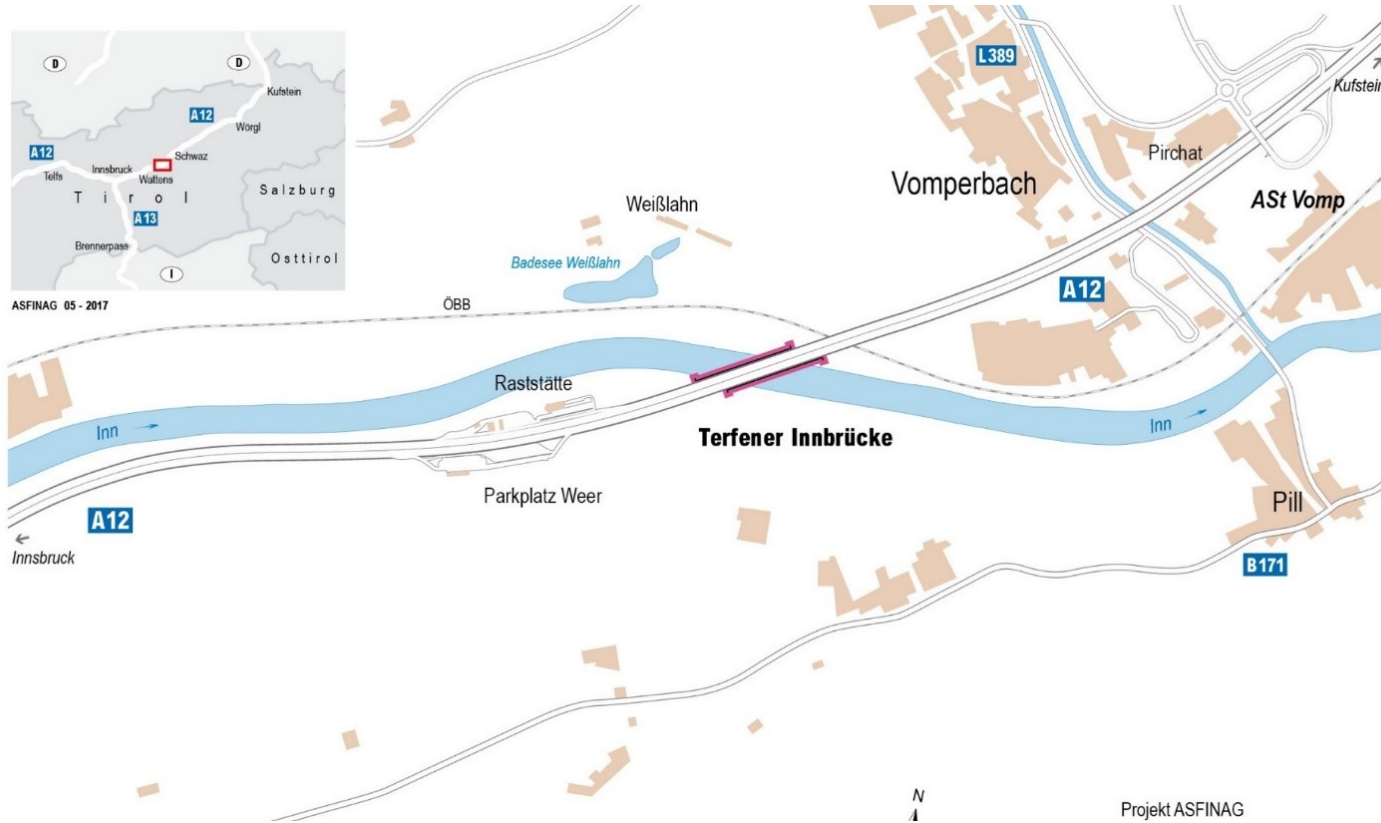 D
D
Kufstein
A12
Wörgl
A12
Schwaz
Innsbruck
Telfs
Wattens
Tirol
Salzburg
A13
Brennerpass
Osttirol
I
ASFINAG 05 - 2017
L389
Kufstein
Pirchat
Vomperbach
ASt Vomp
Weißlahn
Badesee Weißlahn
A12
ÖBB
Raststätte
Inn
Inn
Terfener Innbrücke
Parkplatz Weer
Pill
A12
Innsbruck
B171
N
Projekt ASFINAG